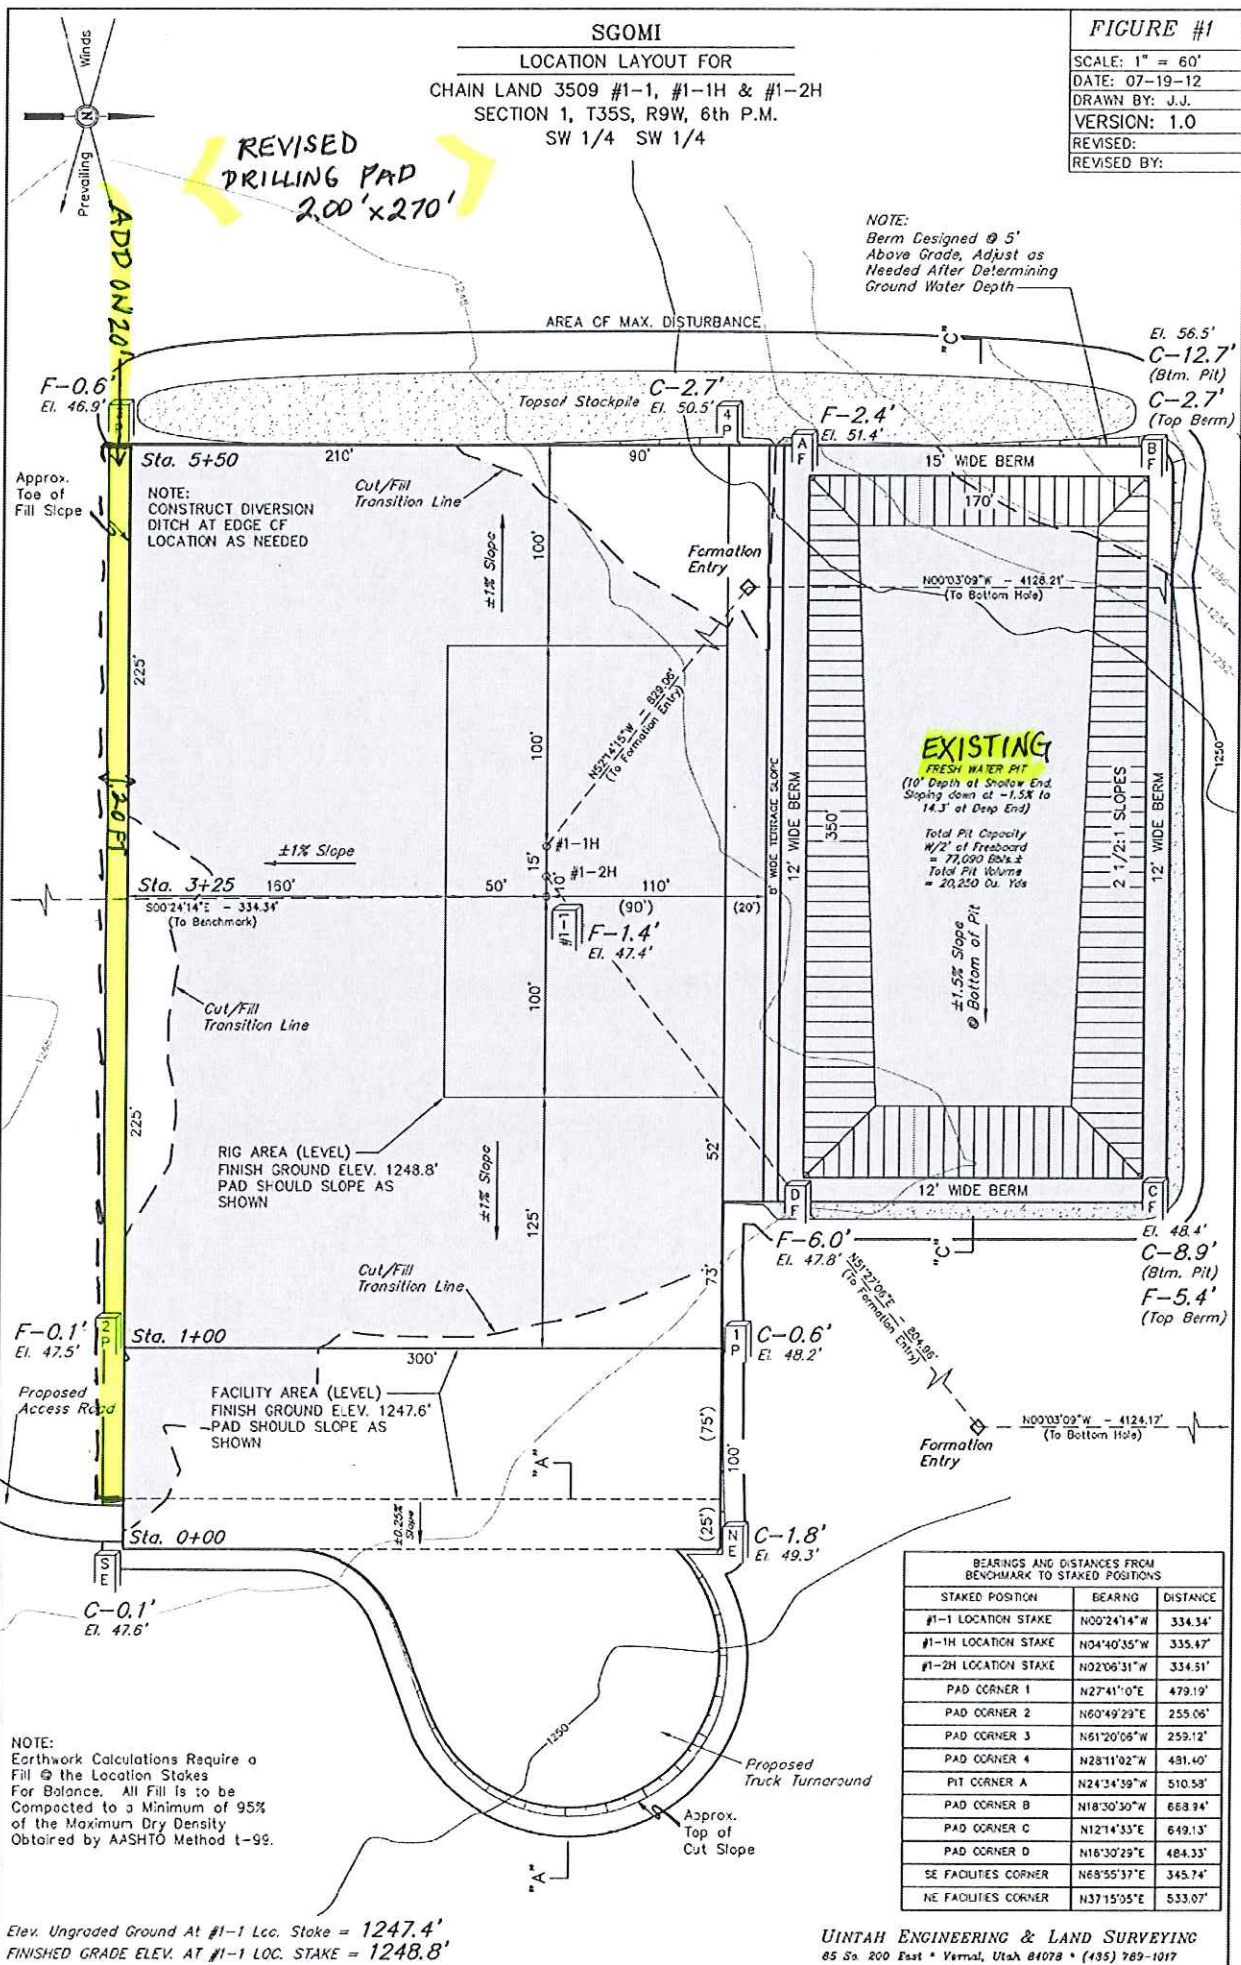 SGOMI
LOCATION LAYOUT FOR
CHAIN LAND 3509 #1-1, #1-1H & #1-2H
SECTION 1, T35S, R9W, 6th P.M.
SW 1/4 SW 1/4
FIGURE #1
SCALE: 1" = 60'
DATE: 07-19-12
DRAWN BY: J.J.
VERSION: 1.0
REVISED:
REVISED BY:
Winds
N
Prevailing
REVISED
DRILLING PAD
200' x 270'
ADD ON 20'
NOTE:
Berm Designed @ 5'
Above Grade, Adjust as
Needed After Determining
Ground Water Depth
1248
AREA OF MAX. DISTURBANCE
"C"
El. 56.5'
C-12.7'
(Btm. Pit)
C-2.7'
(Top Berm)
F-0.6'
El. 46.9'
Topsoil Stockpile
C-2.7'
El. 50.5'
4
P
F-2.4'
El. 51.4'
A
F
B
F
Sta. 5+50
210'
90'
15' WIDE BERM
170'
Approx.
Toe of
Fill Slope
NOTE:
CONSTRUCT DIVERSION
DITCH AT EDGE OF
LOCATION AS NEEDED
Cut/Fill
Transition Line
±1% Slope
100'
Formation
Entry
N00°03'09"W - 4128.21'
(To Bottom Hole)
1256
1256
1254
1252
1250
225'
100'
N52°14'15"W - 829.06'
(To Formation Entry)
EXISTING
FRESH WATER PIT
(10' Depth at Shallow End,
Sloping down at -1.5% to
14.3' at Deep End)
Total Pit Capacity
W/2' of Freeboard
= 77,090 Bbls.±
Total Pit Volume
= 20,250 Cu. Yds
20 FT
8' WIDE TERRACE SLOPE
12' WIDE BERM
350'
2 1/2:1 SLOPES
12' WIDE BERM
±1% Slope
15'
#1-1H
#1-2H
10'
Sta. 3+25
160'
50'
110'
S00°24'14"E - 334.34'
(To Benchmark)
(90')
(20')
#1-1
F-1.4'
El. 47.4'
±1.5% Slope
@ Bottom of Pit
100'
Cut/Fill
Transition Line
1248
225'
RIG AREA (LEVEL)
FINISH GROUND ELEV. 1248.8'
PAD SHOULD SLOPE AS
SHOWN
±1% Slope
125'
52'
73'
12' WIDE BERM
D
F
C
F
F-6.0'
El. 47.8'
"C"
El. 48.4'
C-8.9'
(Btm. Pit)
F-5.4'
(Top Berm)
Cut/Fill
Transition Line
N51°27'06"E - 804.96'
(To Formation Entry)
F-0.1'
El. 47.5'
2
P
Sta. 1+00
300'
1
P
C-0.6'
El. 48.2'
Proposed
Access Road
FACILITY AREA (LEVEL)
FINISH GROUND ELEV. 1247.6'
PAD SHOULD SLOPE AS
SHOWN
"A"
(75')
100'
N00°03'09"W - 4124.17'
(To Bottom Hole)
Formation
Entry
±0.25%
Slope
(25')
Sta. 0+00
N
E
C-1.8'
El. 49.3'
S
E
C-0.1'
El. 47.6'
BEARINGS AND DISTANCES FROM
BENCHMARK TO STAKED POSITIONS
STAKED POSITION BEARING DISTANCE
#1-1 LOCATION STAKE N00°24'14"W 334.34'
#1-1H LOCATION STAKE N04°40'35"W 335.47'
#1-2H LOCATION STAKE N02°06'31"W 334.51'
PAD CORNER 1 N27°41'10"E 479.19'
PAD CORNER 2 N60°49'29"E 255.06'
PAD CORNER 3 N61°20'06"W 259.12'
PAD CORNER 4 N28°11'02"W 481.40'
PIT CORNER A N24°34'39"W 510.58'
PAD CORNER B N18°30'30"W 668.94'
PAD CORNER C N12°14'33"E 649.13'
PAD CORNER D N16°30'29"E 484.33'
SE FACILITIES CORNER N68°55'37"E 345.74'
NE FACILITIES CORNER N37°15'05"E 533.07'
NOTE:
Earthwork Calculations Require a
Fill @ the Location Stakes
For Balance. All Fill is to be
Compacted to a Minimum of 95%
of the Maximum Dry Density
Obtained by AASHTO Method t-99.
1250
Proposed
Truck Turnaround
Approx.
Top of
Cut Slope
"A"
Elev. Ungraded Ground At #1-1 Loc. Stake = 1247.4'
FINISHED GRADE ELEV. AT #1-1 LOC. STAKE = 1248.8'
UINTAH ENGINEERING & LAND SURVEYING
85 So. 200 East * Vernal, Utah 84078 * (435) 789-1017